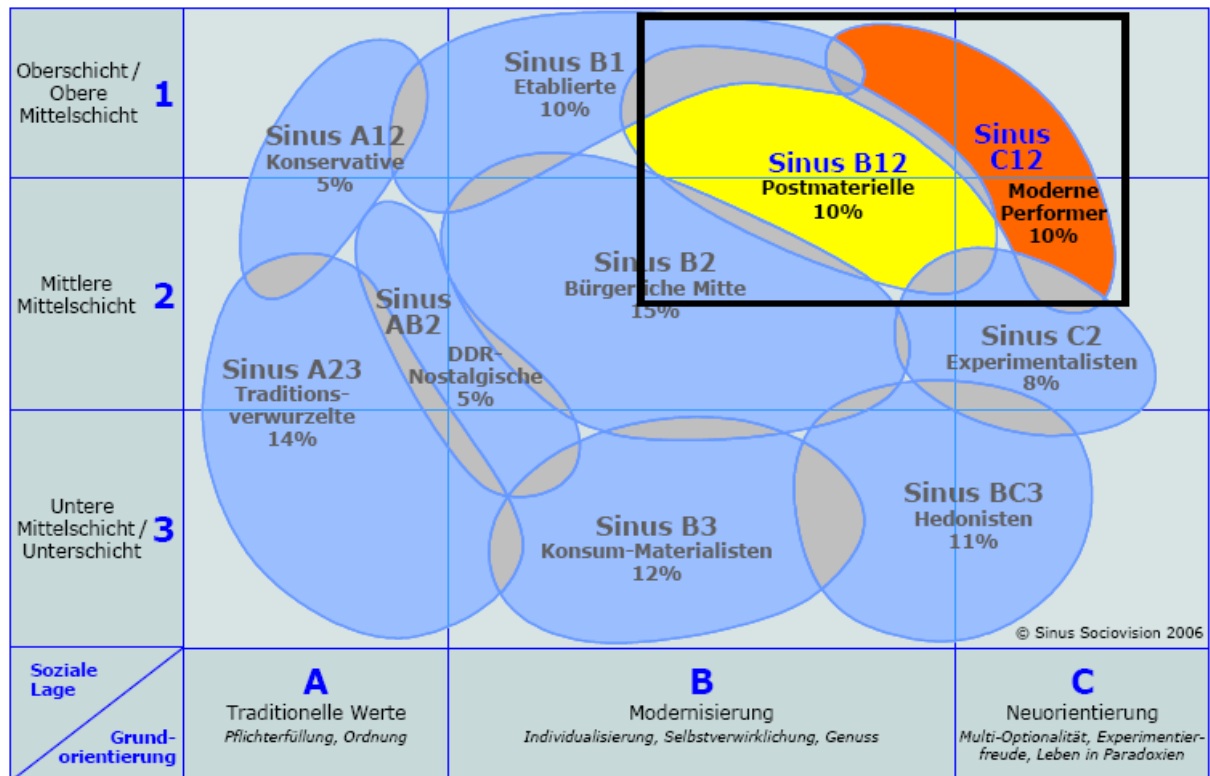 Oberschicht /
Obere
Mittelschicht
1
Sinus B1
Etablierte
10%
Sinus A12
Konservative
5%
Sinus B12
Postmaterielle
10%
Sinus
C12
Moderne
Performer
10%
Mittlere
Mittelschicht
2
Sinus B2
Bürgerliche Mitte
15%
Sinus
AB2
DDR-
Nostalgische
5%
Sinus A23
Traditions-
verwurzelte
14%
Sinus C2
Experimentalisten
8%
Untere
Mittelschicht /
Unterschicht
3
Sinus B3
Konsum-Materialisten
12%
Sinus BC3
Hedonisten
11%
© Sinus Sociovision 2006
Soziale
Lage
Grund-
orientierung
A
Traditionelle Werte
Pflichterfüllung, Ordnung
B
Modernisierung
Individualisierung, Selbstverwirklichung, Genuss
C
Neuorientierung
Multi-Optionalität, Experimentier-
freude, Leben in Paradoxien